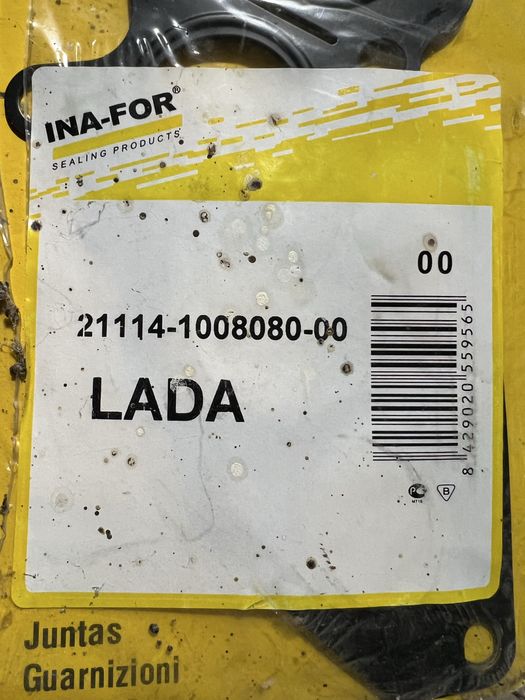 INA-FOR®
SEALING PRODUCTS
00
21114-1008080-00
LADA
8 429020 559565
B
Juntas
Guarnizioni